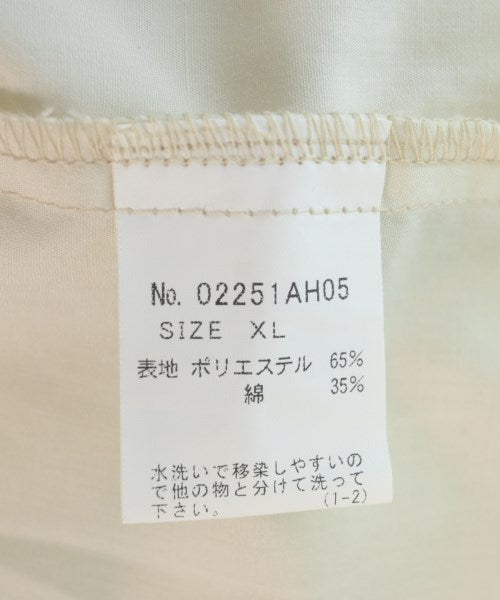 No. 02251AH05
SIZE XL
表地 ポリエステル 65%
綿 35%
水洗いで移染しやすいの
で他の物と分けて洗って
下さい。 (1-2)